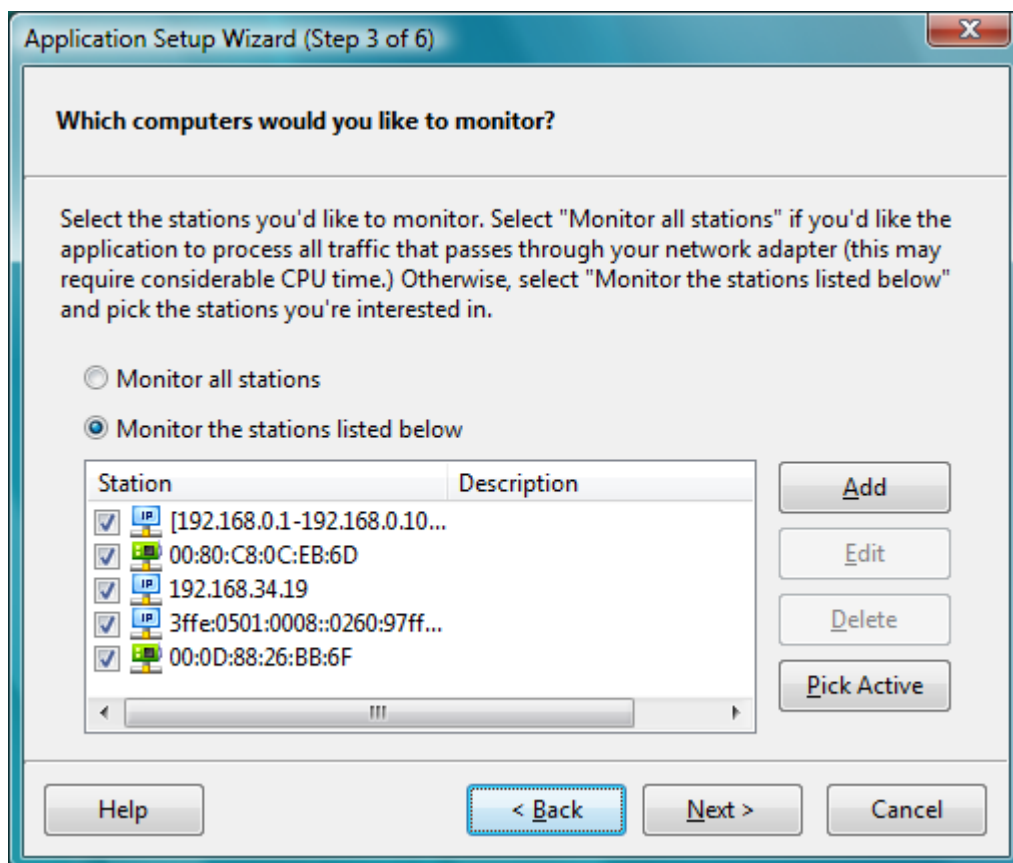 Application Setup Wizard (Step 3 of 6)
Which computers would you like to monitor?
Select the stations you'd like to monitor. Select "Monitor all stations" if you'd like the
application to process all traffic that passes through your network adapter (this may
require considerable CPU time.) Otherwise, select "Monitor the stations listed below"
and pick the stations you're interested in.
Monitor all stations
Monitor the stations listed below
Station Description
IP [192.168.0.1-192.168.0.10...
00:80:C8:0C:EB:6D
IP 192.168.34.19
IP 3ffe:0501:0008::0260:97ff...
00:0D:88:26:BB:6F
Add
Edit
Delete
Pick Active
Help < Back Next > Cancel